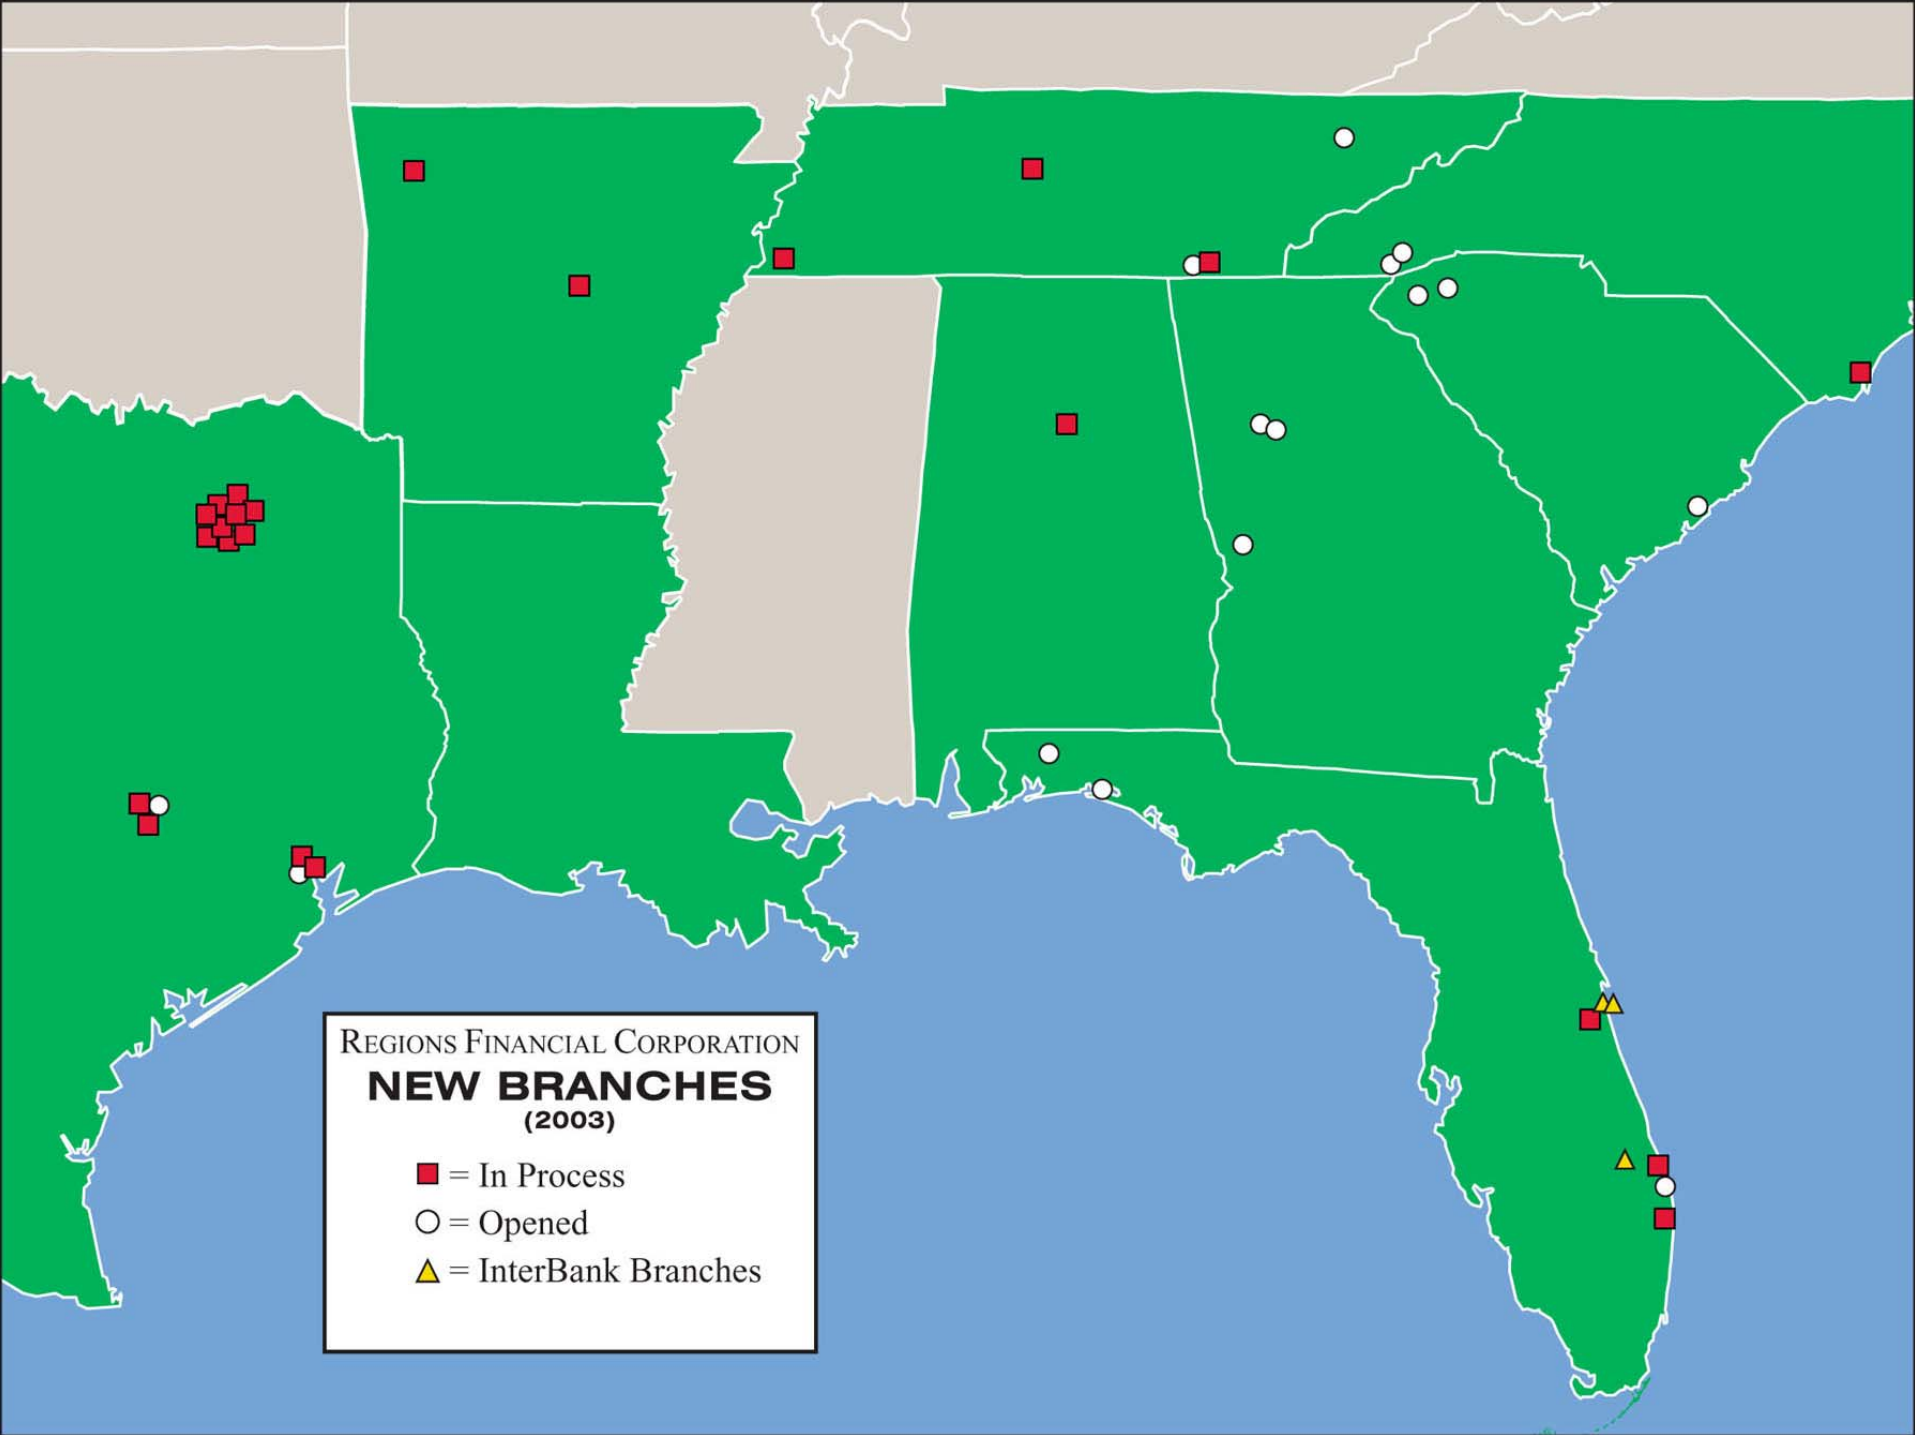 REGIONS FINANCIAL CORPORATION
NEW BRANCHES
(2003)
= In Process
= Opened
= InterBank Branches